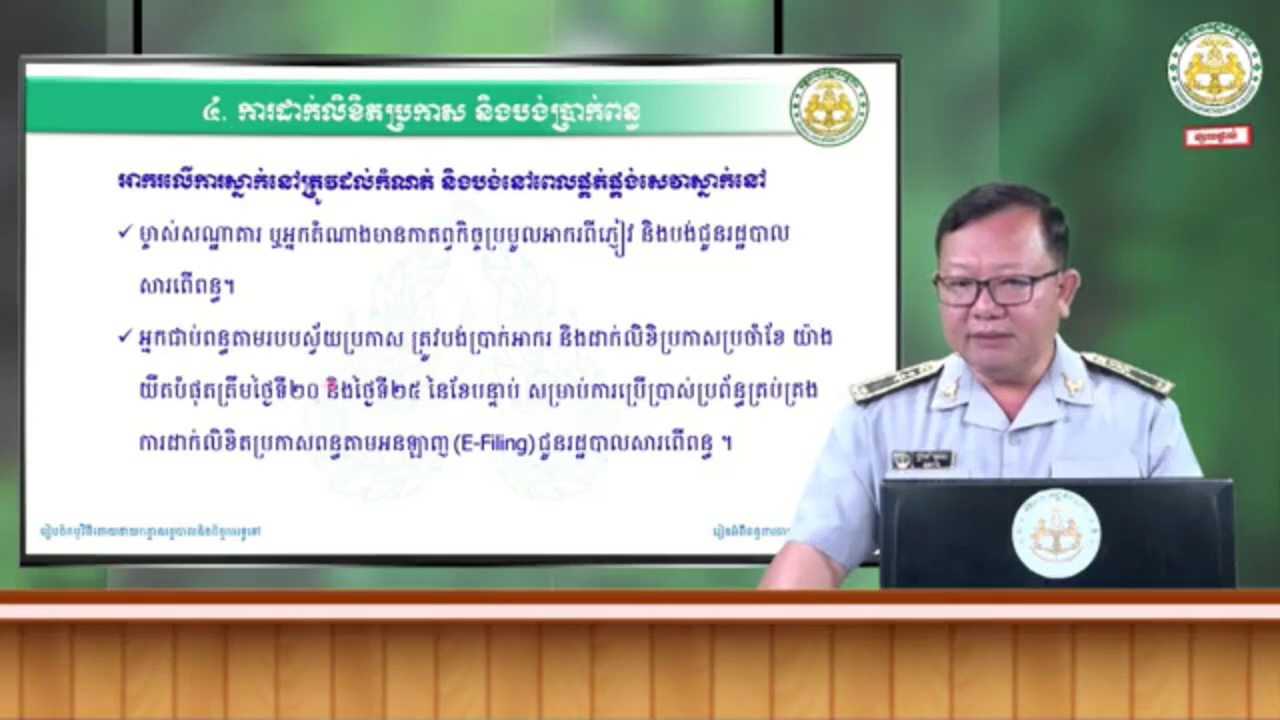 ៤. ការដាក់លិខិតប្រកាស និងបង់ប្រាក់ពន្ធ
អាករលើការស្នាក់នៅត្រូវដល់កំណត់ និងបង់នៅពេលផ្គត់ផ្គង់សេវាស្នាក់នៅ
✓ ម្ចាស់សណ្ឋាគារ ឬអ្នកតំណាងមានកាតព្វកិច្ចប្រមូលអាករពីភ្ញៀវ និងបង់ជូនរដ្ឋបាល
សារពើពន្ធ។
✓ អ្នកជាប់ពន្ធតាមរបបស្វ័យប្រកាស ត្រូវបង់ប្រាក់អាករ និងដាក់លិខិប្រកាសប្រចាំខែ យ៉ាង
យឺតបំផុតត្រឹមថ្ងៃទី២០ និងថ្ងៃទី២៥ នៃខែបន្ទាប់ សម្រាប់ការប្រើប្រាស់ប្រព័ន្ធគ្រប់គ្រង
ការដាក់លិខិតប្រកាសពន្ធតាមអនឡាញ (E-Filing) ជូនរដ្ឋបាលសារពើពន្ធ ។